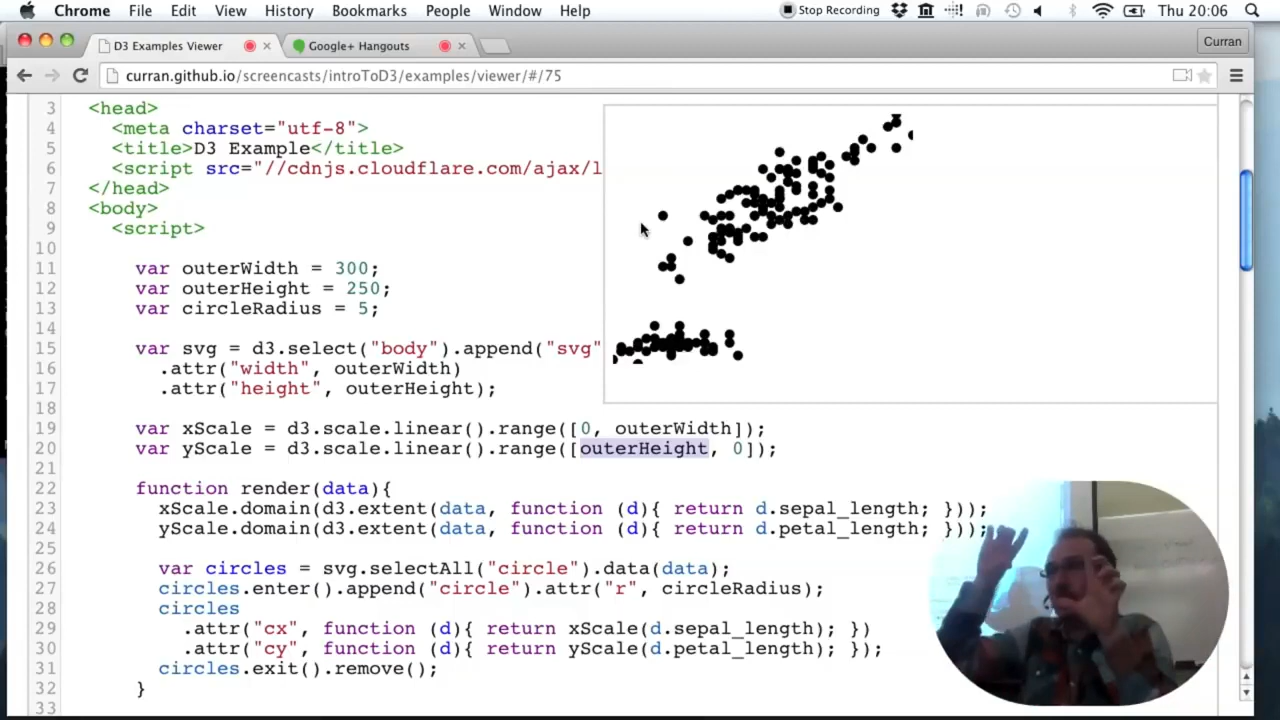 Chrome File Edit View History Bookmarks People Window Help Stop Recording Thu 20:06
D3 Examples Viewer × Google+ Hangouts × Curran
curran.github.io/screencasts/introToD3/examples/viewer/#/75
3 <head>
4 <meta charset="utf-8">
5 <title>D3 Example</title>
6 <script src="//cdnjs.cloudflare.com/ajax/l
7 </head>
8 <body>
9 <script>
10
11 var outerWidth = 300;
12 var outerHeight = 250;
13 var circleRadius = 5;
14
15 var svg = d3.select("body").append("svg"
16 .attr("width", outerWidth)
17 .attr("height", outerHeight);
18
19 var xScale = d3.scale.linear().range([0, outerWidth]);
20 var yScale = d3.scale.linear().range([outerHeight, 0]);
21
22 function render(data){
23 xScale.domain(d3.extent(data, function (d){ return d.sepal_length; }));
24 yScale.domain(d3.extent(data, function (d){ return d.petal_length; }));
25
26 var circles = svg.selectAll("circle").data(data);
27 circles.enter().append("circle").attr("r", circleRadius);
28 circles
29 .attr("cx", function (d){ return xScale(d.sepal_length); })
30 .attr("cy", function (d){ return yScale(d.petal_length); });
31 circles.exit().remove();
32 }
33